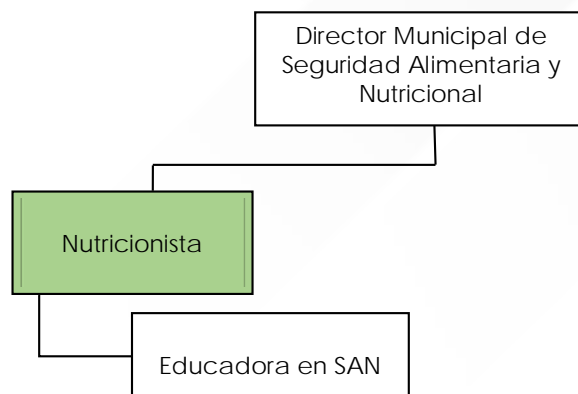 Director Municipal de
Seguridad Alimentaria y
Nutricional
Nutricionista
Educadora en SAN